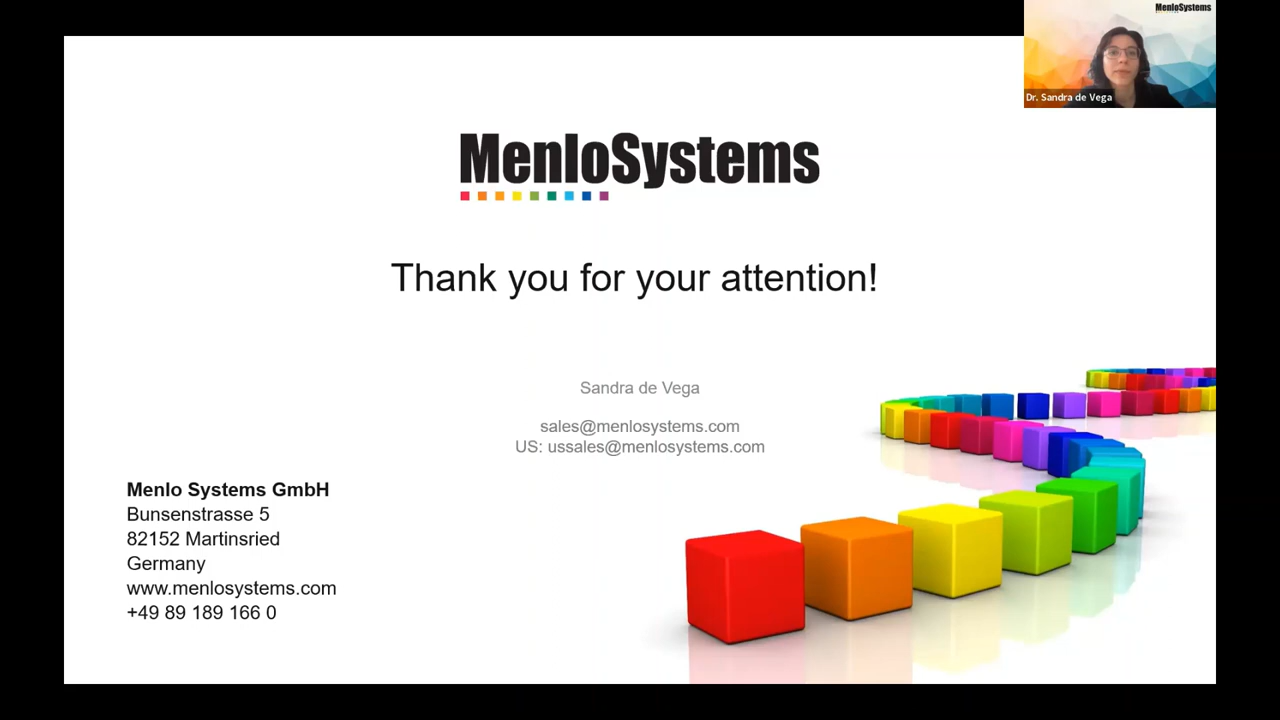 MenloSystems
Dr. Sandra de Vega
MenloSystems
Thank you for your attention!
Sandra de Vega
sales@menlosystems.com
US: ussales@menlosystems.com
Menlo Systems GmbH
Bunsenstrasse 5
82152 Martinsried
Germany
www.menlosystems.com
+49 89 189 166 0